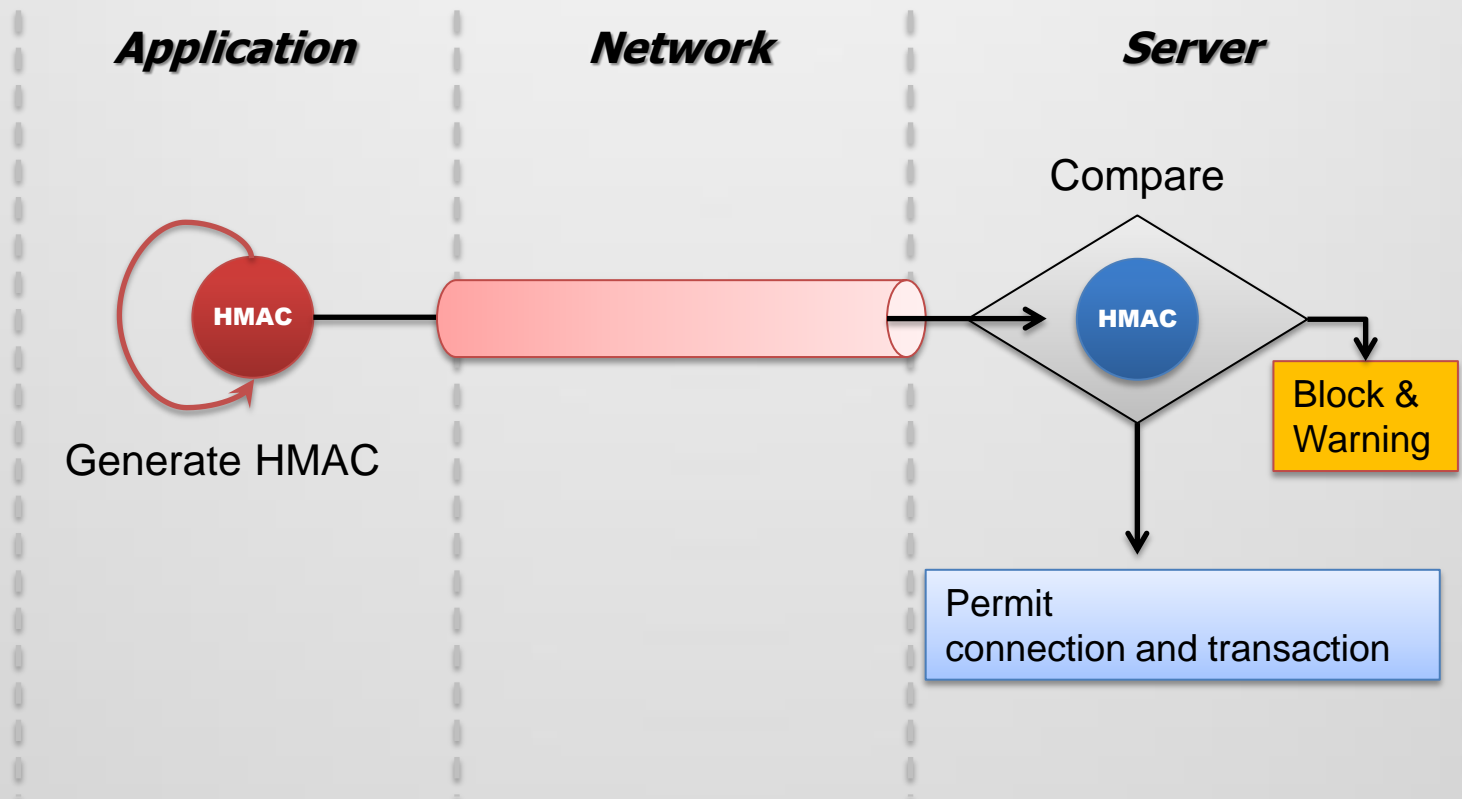 Application
Network
Server
Compare
HMAC
HMAC
Block &
Warning
Generate HMAC
Permit
connection and transaction